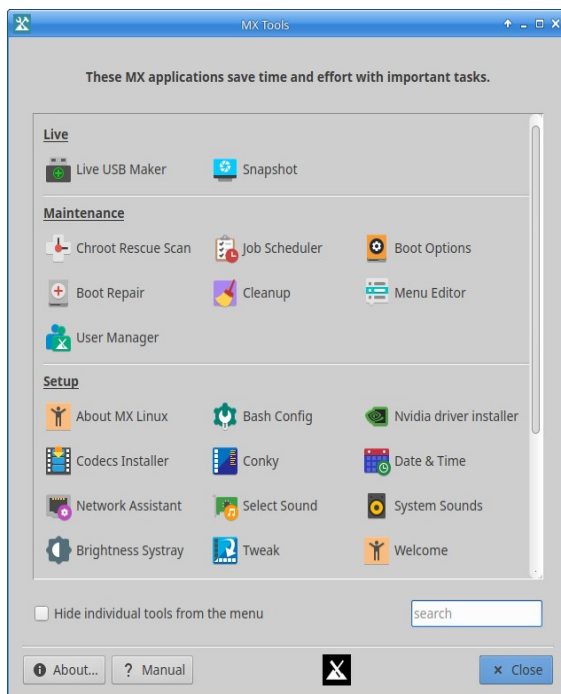 MX Tools
These MX applications save time and effort with important tasks.
Live
Live USB Maker Snapshot
Maintenance
Chroot Rescue Scan Job Scheduler Boot Options
Boot Repair Cleanup Menu Editor
User Manager
Setup
About MX Linux Bash Config Nvidia driver installer
Codecs Installer Conky Date & Time
Network Assistant Select Sound System Sounds
Brightness Systray Tweak Welcome
Hide individual tools from the menu search
About... ? Manual Close